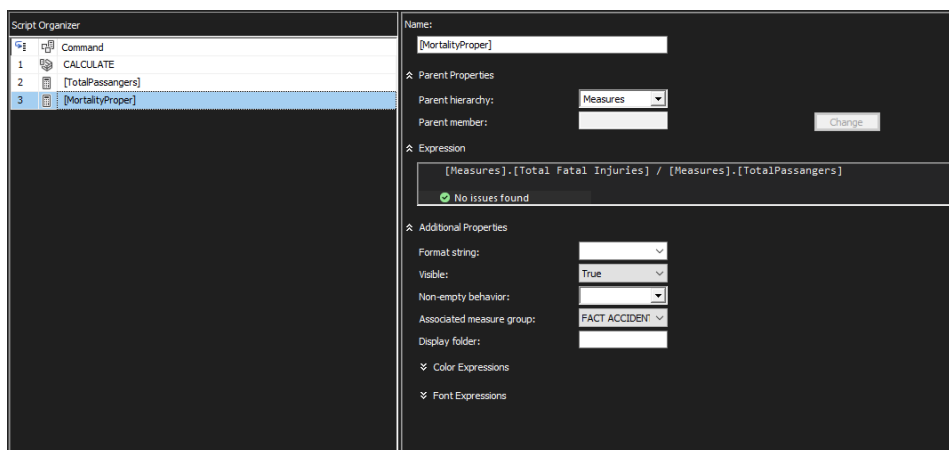 Script Organizer
Command
1 CALCULATE
2 [TotalPassangers]
3 [MortalityProper]
Name:
[MortalityProper]
Parent Properties
Parent hierarchy: Measures
Parent member: Change
Expression
[Measures].[Total Fatal Injuries] / [Measures].[TotalPassangers]
No issues found
Additional Properties
Format string:
Visible: True
Non-empty behavior:
Associated measure group: FACT ACCIDENT
Display folder:
Color Expressions
Font Expressions